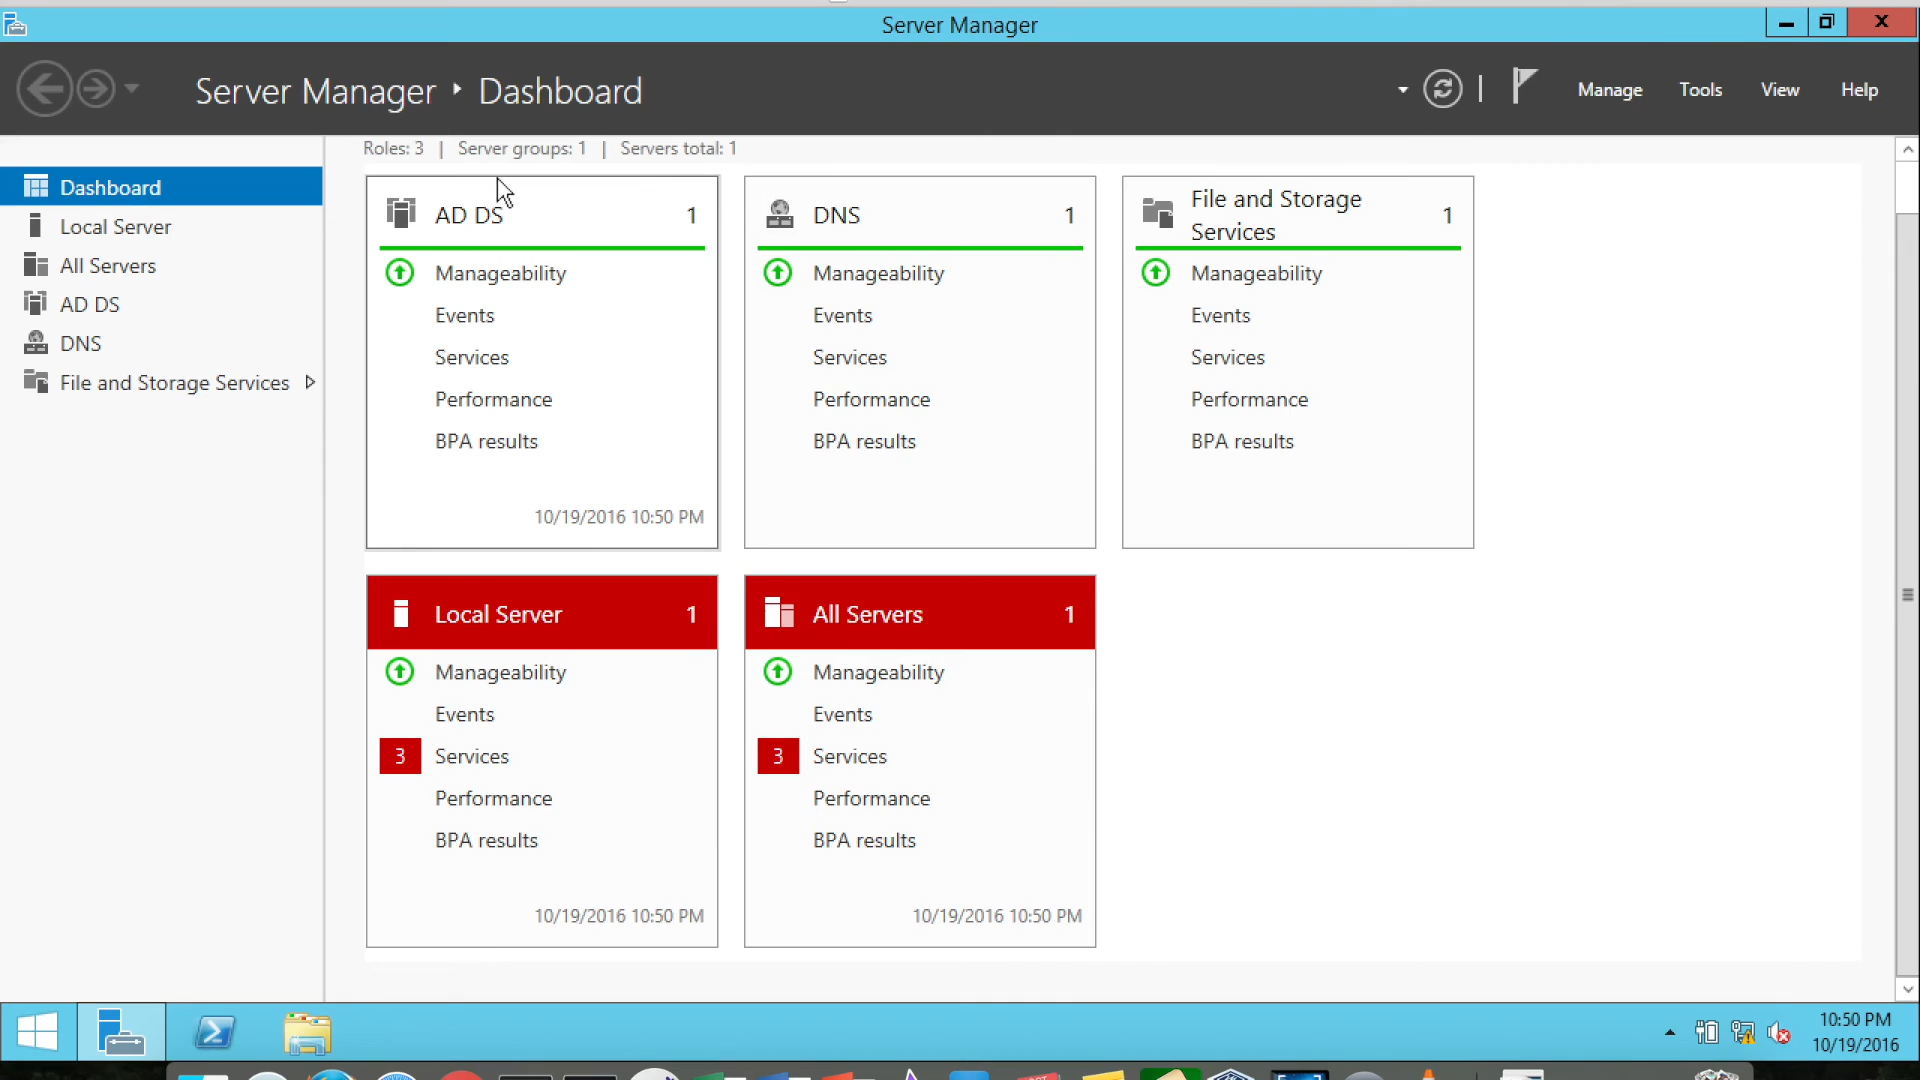 Server Manager
Server Manager ‣ Dashboard
Manage Tools View Help
Roles: 3 | Server groups: 1 | Servers total: 1
Dashboard
Local Server
All Servers
AD DS
DNS
File and Storage Services
AD DS 1
Manageability
Events
Services
Performance
BPA results
10/19/2016 10:50 PM
DNS 1
Manageability
Events
Services
Performance
BPA results
File and Storage
Services 1
Manageability
Events
Services
Performance
BPA results
Local Server 1
Manageability
Events
3 Services
Performance
BPA results
10/19/2016 10:50 PM
All Servers 1
Manageability
Events
3 Services
Performance
BPA results
10/19/2016 10:50 PM
10:50 PM
10/19/2016